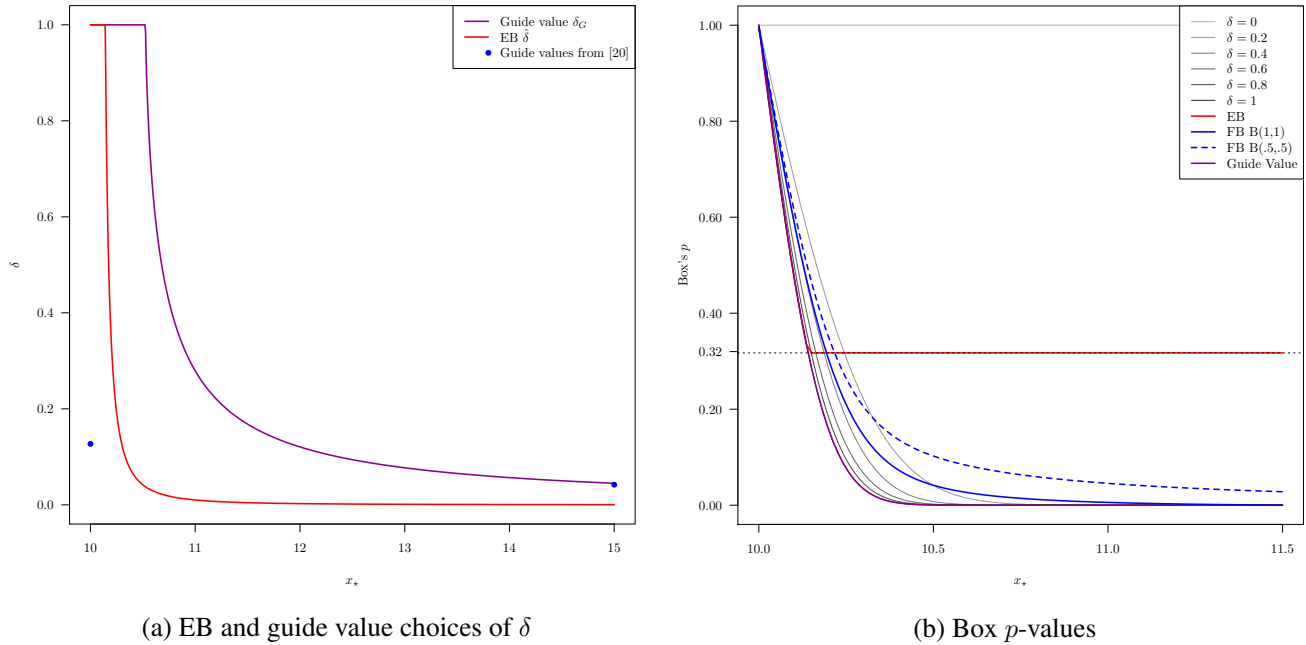 Guide value δ_G
EB δ̂
Guide values from [20]
1.0
0.8
0.6
0.4
0.2
0.0
δ
10
11
12
13
14
15
x⋆
(a) EB and guide value choices of δ
δ = 0
δ = 0.2
δ = 0.4
δ = 0.6
δ = 0.8
δ = 1
EB
FB B(1,1)
FB B(.5,.5)
Guide Value
1.00
0.80
0.60
0.40
0.32
0.20
0.00
Box's p
10.0
10.5
11.0
11.5
x⋆
(b) Box p-values